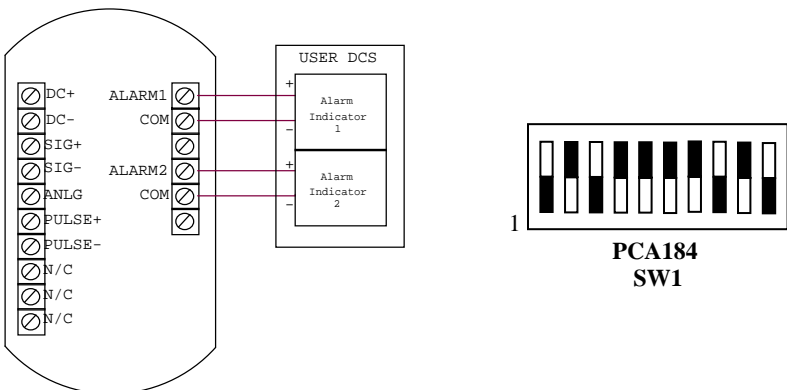 USER DCS
DC+
DC-
SIG+
SIG-
ANLG
PULSE+
PULSE-
N/C
N/C
N/C
ALARM1
COM
ALARM2
COM
+
Alarm
Indicator
1
–
+
Alarm
Indicator
2
–
1
PCA184
SW1